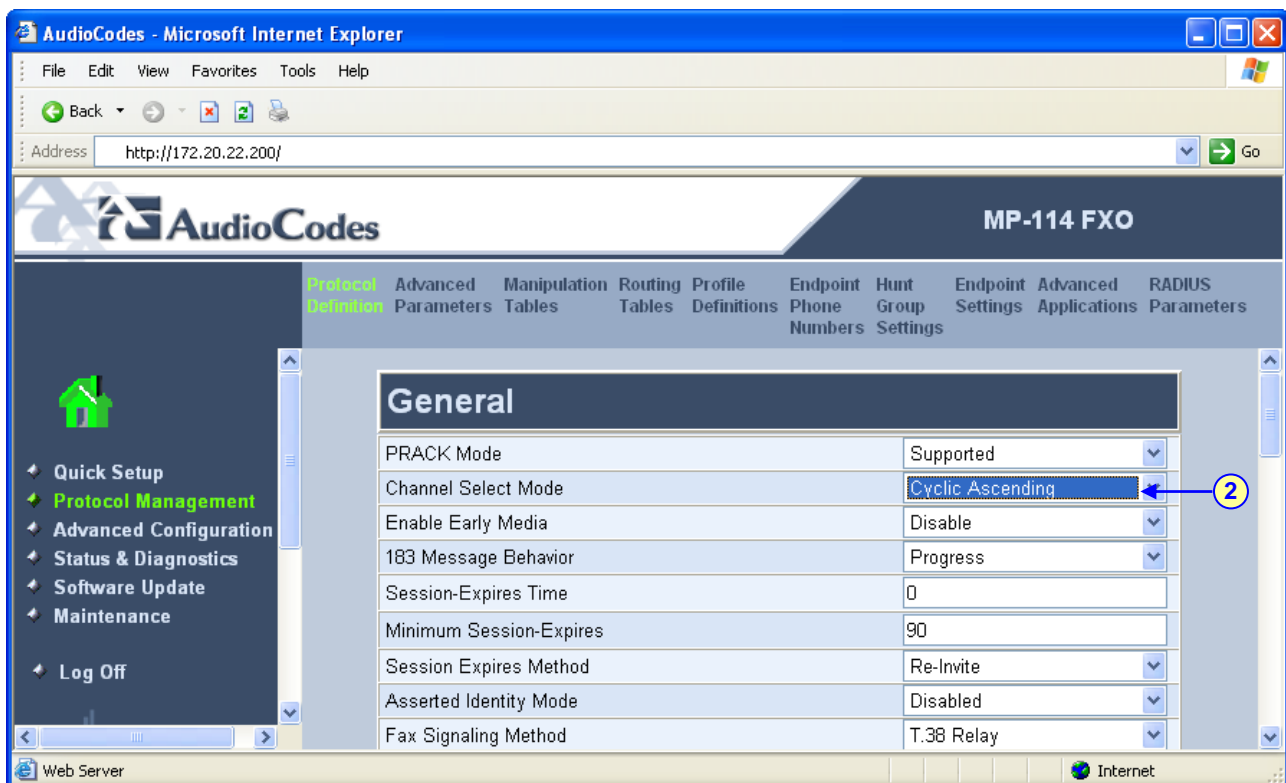 AudioCodes - Microsoft Internet Explorer
File Edit View Favorites Tools Help
Back
Address http://172.20.22.200/ Go
AudioCodes
MP-114 FXO
Protocol Definition
Advanced Parameters
Manipulation Tables
Routing Tables
Profile Definitions
Endpoint Phone Numbers
Hunt Group Settings
Endpoint Settings
Advanced Applications
RADIUS Parameters
Quick Setup
Protocol Management
Advanced Configuration
Status & Diagnostics
Software Update
Maintenance
Log Off
General
PRACK Mode Supported
Channel Select Mode Cyclic Ascending 2
Enable Early Media Disable
183 Message Behavior Progress
Session-Expires Time 0
Minimum Session-Expires 90
Session Expires Method Re-Invite
Asserted Identity Mode Disabled
Fax Signaling Method T.38 Relay
Web Server Internet